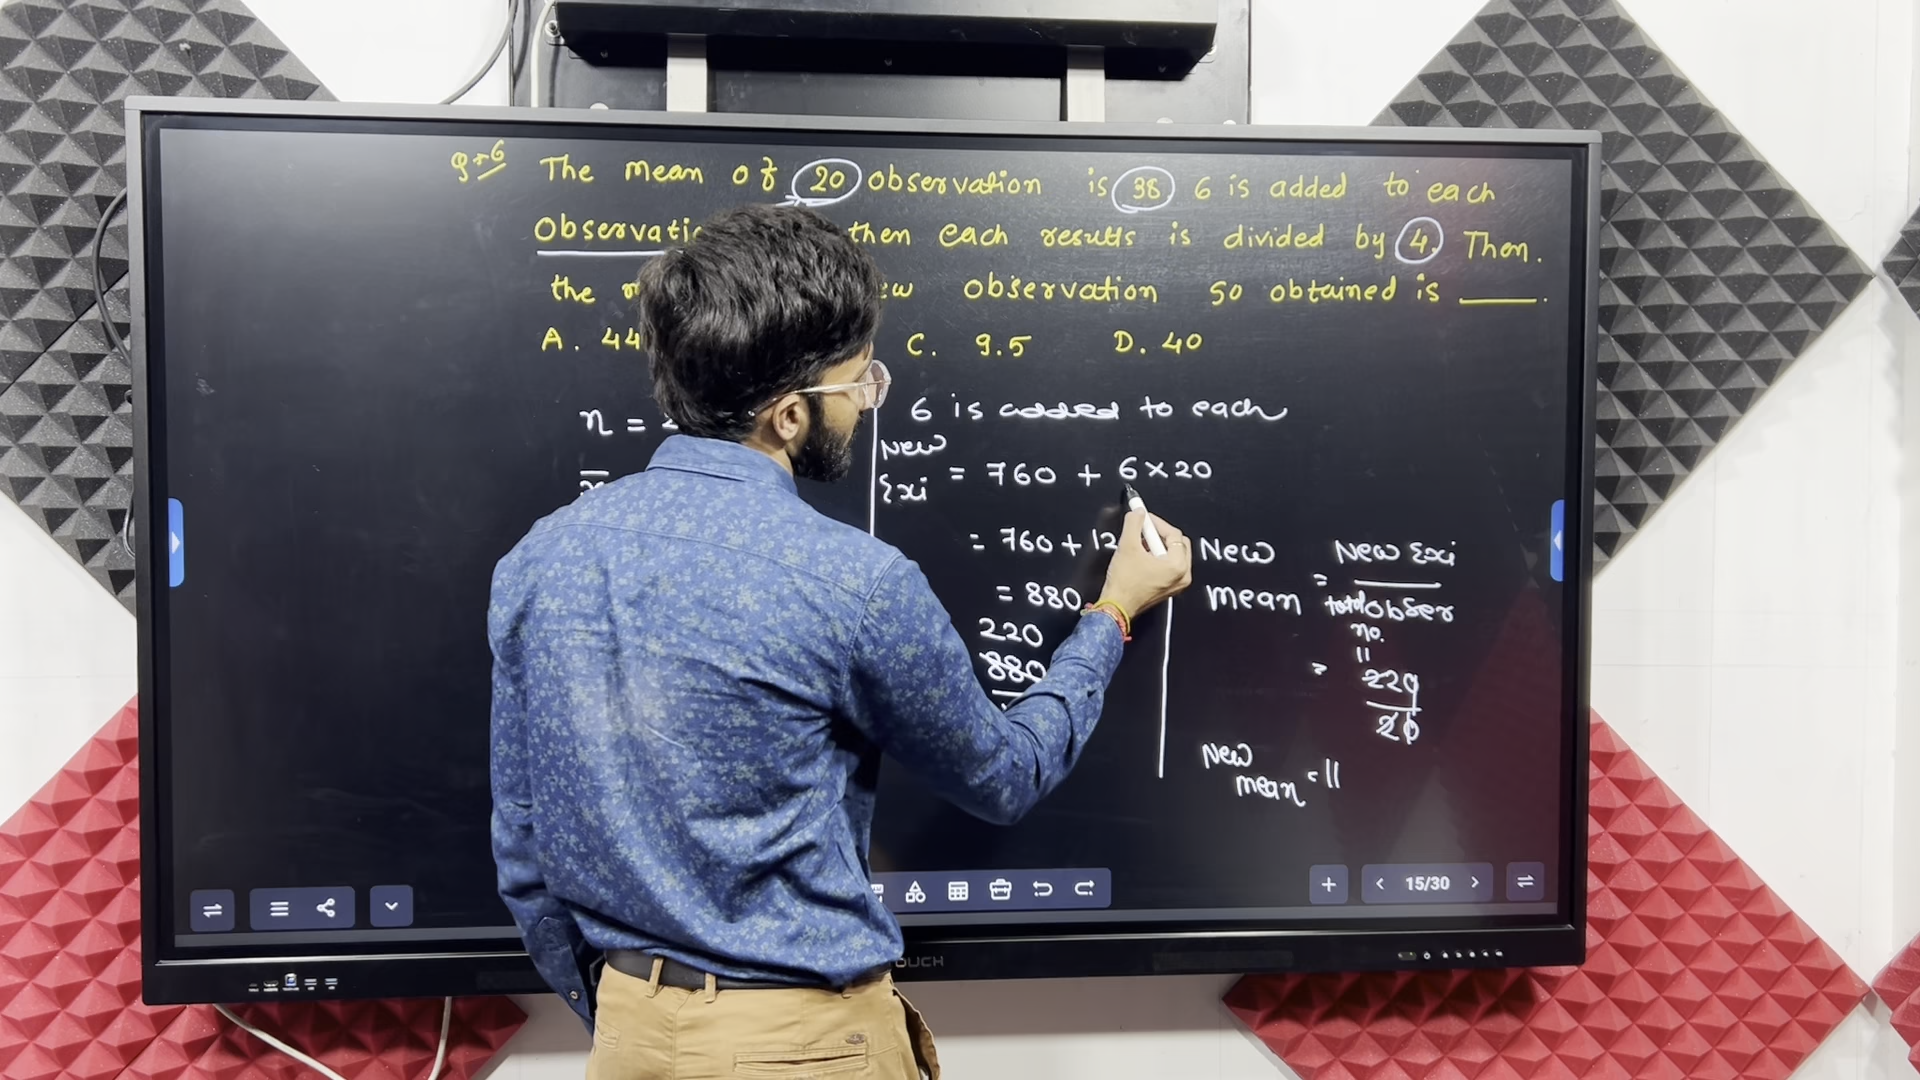 Q+6 The mean of 20 observation is 38 6 is added to each
Observatio then each results is divided by 4. Then.
the m ew observation so obtained is ____.
A. 44 C. 9.5 D. 40
n = 2
x̄
6 is added to each
New
Σxi = 760 + 6×20
= 760 + 12
= 880
220
880
New mean = New Σxi / total obser no.
11
= 220 / 20
New mean = 11
15/30
OUCH